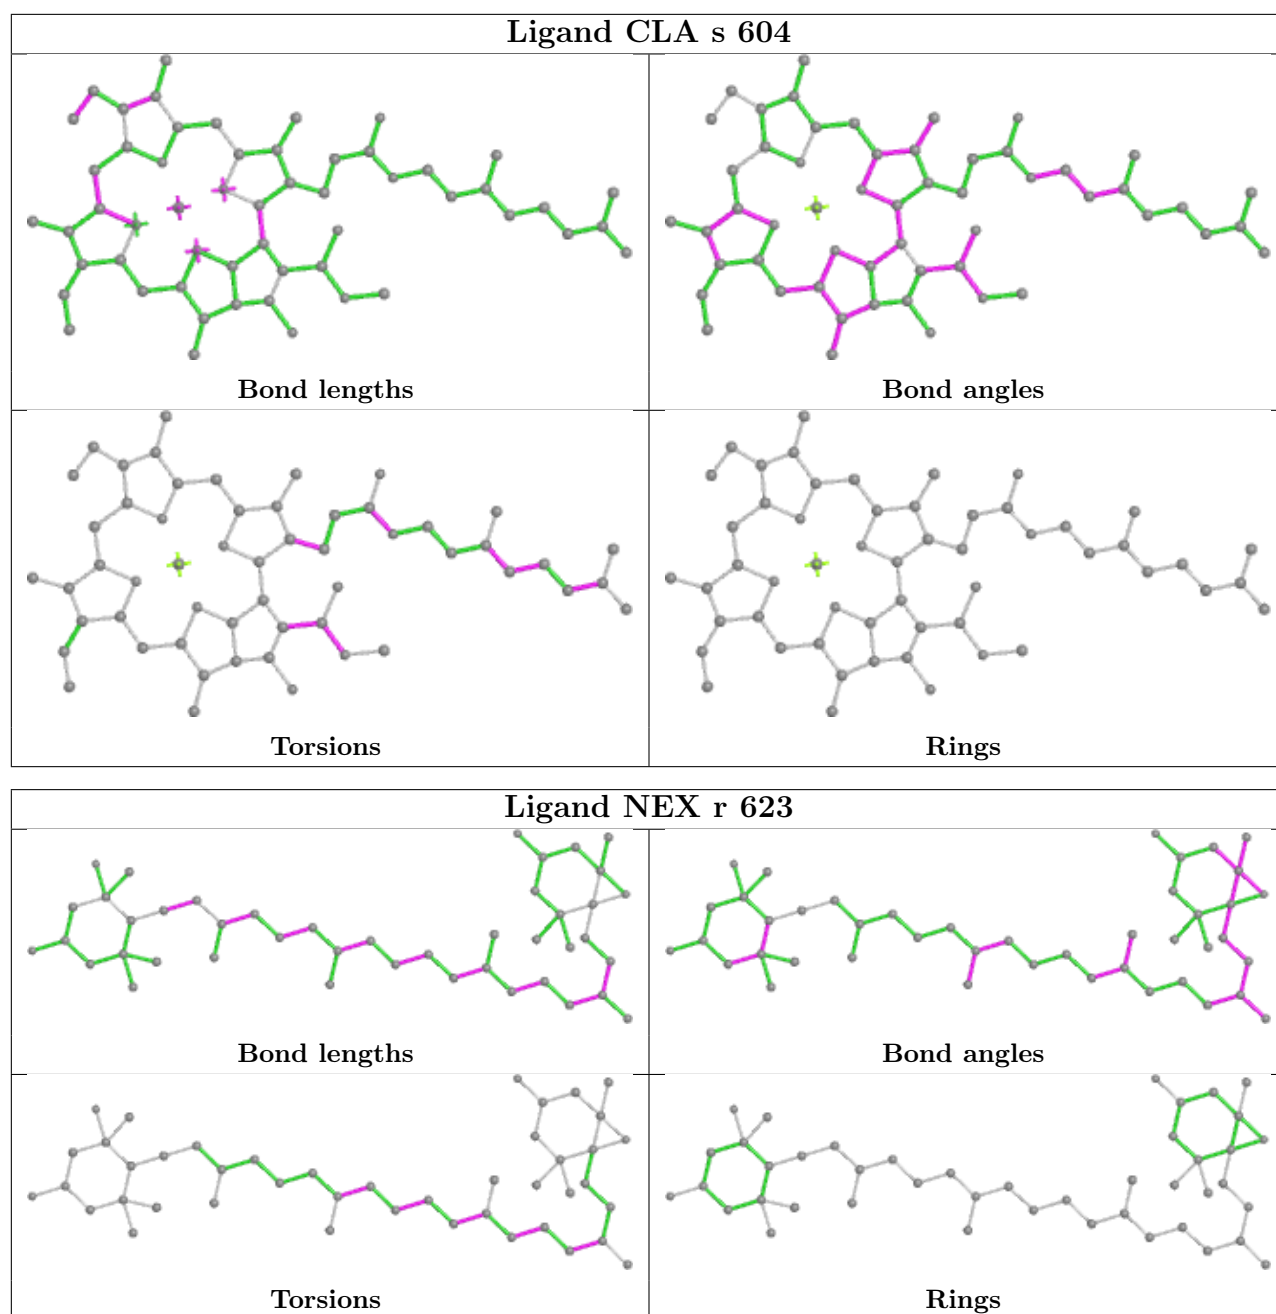 Ligand CLA s 604
Bond lengths
Bond angles
Torsions
Rings
Ligand NEX r 623
Bond lengths
Bond angles
Torsions
Rings